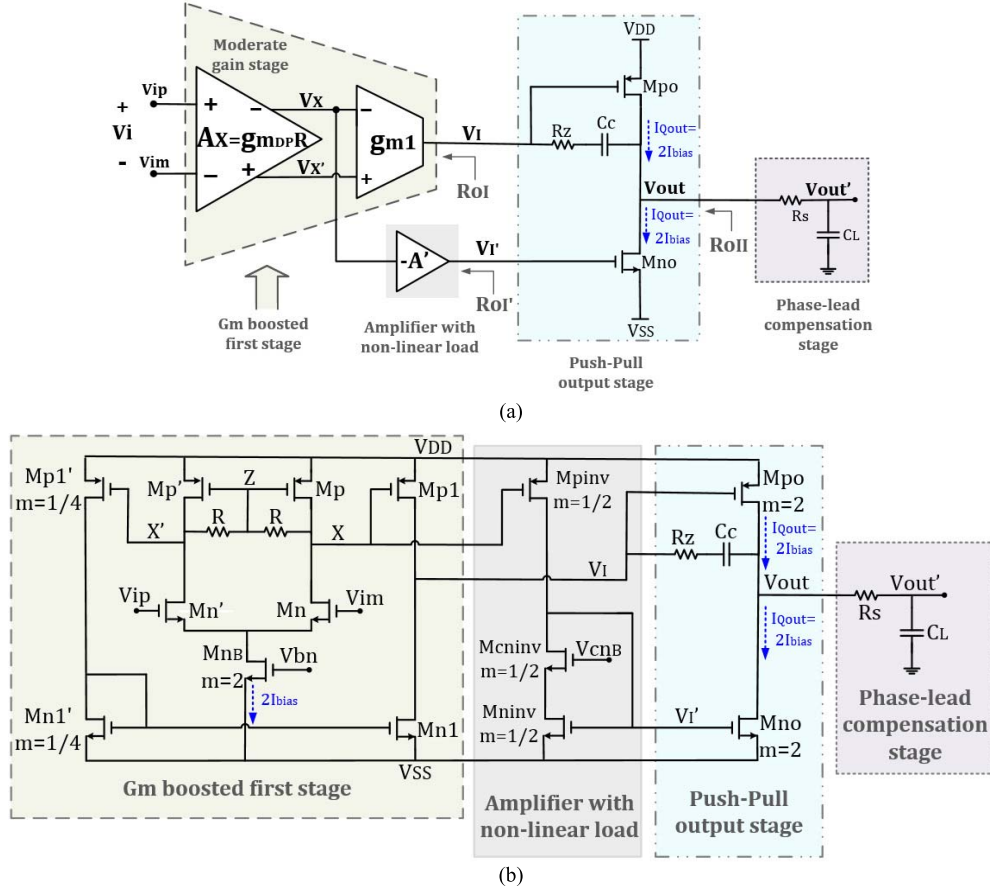 VDD
Moderate
gain stage
Mpo
Vip
+
Vi
-
Vim
+
−
−
+
Ax=gmDPR
Vx
Vx'
−
+
gm1
VI
RoI
Rz
Cc
IQout=
2Ibias
Vout
IQout=
2Ibias
RoII
Vout'
Rs
CL
-A'
VI'
RoI'
Mno
VSS
Gm boosted
first stage
Amplifier with
non-linear load
Push-Pull
output stage
Phase-lead
compensation
stage
(a)
VDD
Mp1'
m=1/4
Mp'
Z
Mp
Mp1
Mpinv
m=1/2
Mpo
m=2
X'
R
R
X
Rz
Cc
IQout=
2Ibias
VI
Vout
Vout'
Rs
CL
Vip
Mn'
Mn
Vim
IQout=
2Ibias
MnB
m=2
Vbn
2Ibias
Mcninv
m=1/2
VcnB
Mn1'
m=1/4
Mn1
Mninv
m=1/2
VI'
Mno
m=2
VSS
Gm boosted first stage
Amplifier with
non-linear load
Push-Pull
output stage
Phase-lead
compensation
stage
(b)